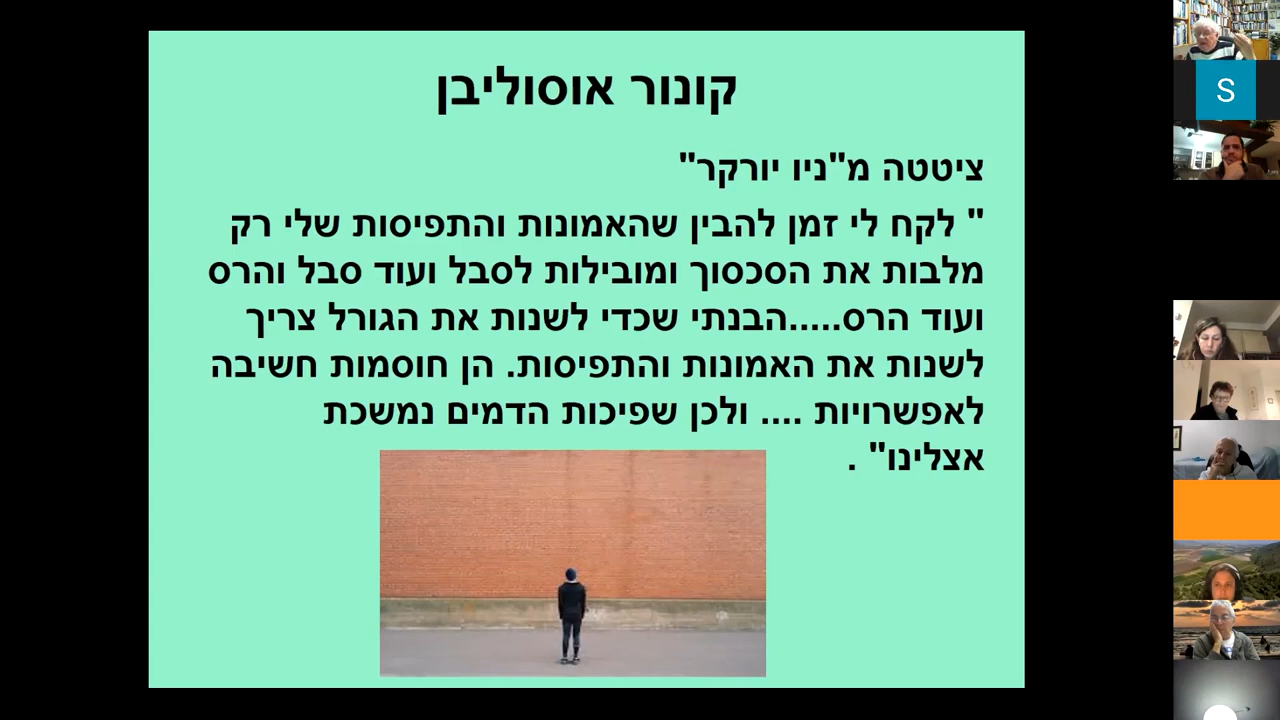 קונור אוסוליבן
ציטטה מ"ניו יורקר"
" לקח לי זמן להבין שהאמונות והתפיסות שלי רק
מלבות את הסכסוך ומובילות לסבל ועוד סבל והרס
ועוד הרס.....הבנתי שכדי לשנות את הגורל צריך
לשנות את האמונות והתפיסות. הן חוסמות חשיבה
לאפשרויות .... ולכן שפיכות הדמים נמשכת
אצלינו" .
S